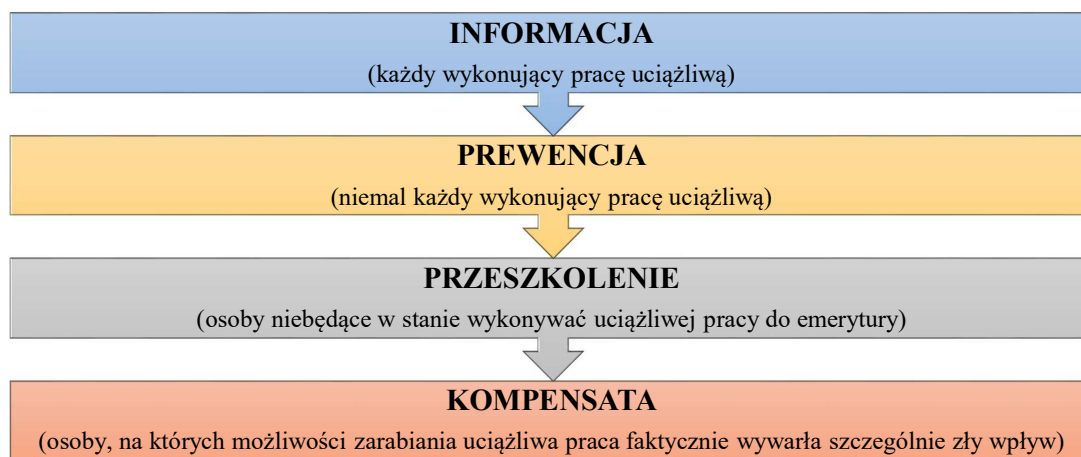 INFORMACJA
(każdy wykonujący pracę uciążliwą)
PREWENCJA
(niemal każdy wykonujący pracę uciążliwą)
PRZESZKOLENIE
(osoby niebędące w stanie wykonywać uciążliwej pracy do emerytury)
KOMPENSATA
(osoby, na których możliwości zarabiania uciążliwa praca faktycznie wywarła szczególnie zły wpływ)